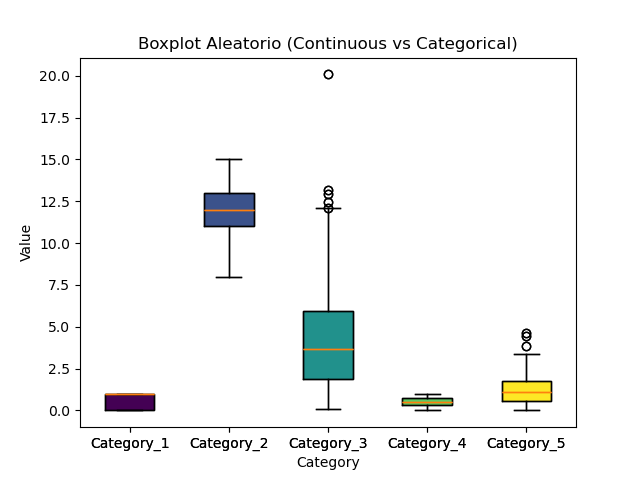 Boxplot Aleatorio (Continuous vs Categorical)
20.0
17.5
15.0
12.5
10.0
7.5
5.0
2.5
0.0
Value
Category_1 Category_2 Category_3 Category_4 Category_5
Category